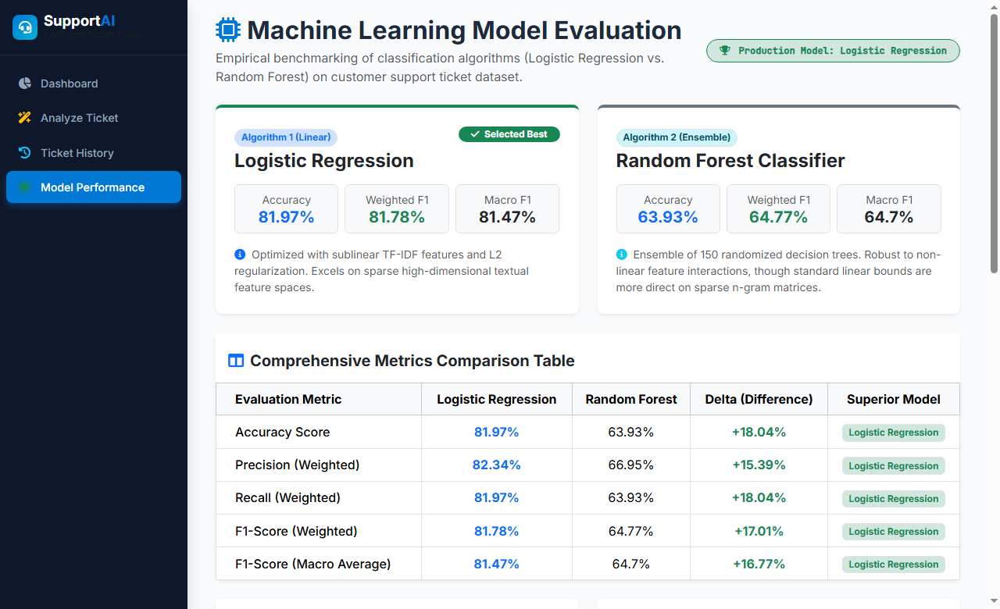 SupportAI
Intelligent Ticket Triage
Dashboard
Analyze Ticket
Ticket History
Model Performance
Machine Learning Model Evaluation
Empirical benchmarking of classification algorithms (Logistic Regression vs.
Random Forest) on customer support ticket dataset.
Production Model: Logistic Regression
Algorithm 1 (Linear)
Selected Best
Logistic Regression
Accuracy
81.97%
Weighted F1
81.78%
Macro F1
81.47%
Optimized with sublinear TF-IDF features and L2
regularization. Excels on sparse high-dimensional textual
feature spaces.
Algorithm 2 (Ensemble)
Random Forest Classifier
Accuracy
63.93%
Weighted F1
64.77%
Macro F1
64.7%
Ensemble of 150 randomized decision trees. Robust to non-
linear feature interactions, though standard linear bounds are
more direct on sparse n-gram matrices.
Comprehensive Metrics Comparison Table
Evaluation Metric Logistic Regression Random Forest Delta (Difference) Superior Model
Accuracy Score 81.97% 63.93% +18.04% Logistic Regression
Precision (Weighted) 82.34% 66.95% +15.39% Logistic Regression
Recall (Weighted) 81.97% 63.93% +18.04% Logistic Regression
F1-Score (Weighted) 81.78% 64.77% +17.01% Logistic Regression
F1-Score (Macro Average) 81.47% 64.7% +16.77% Logistic Regression